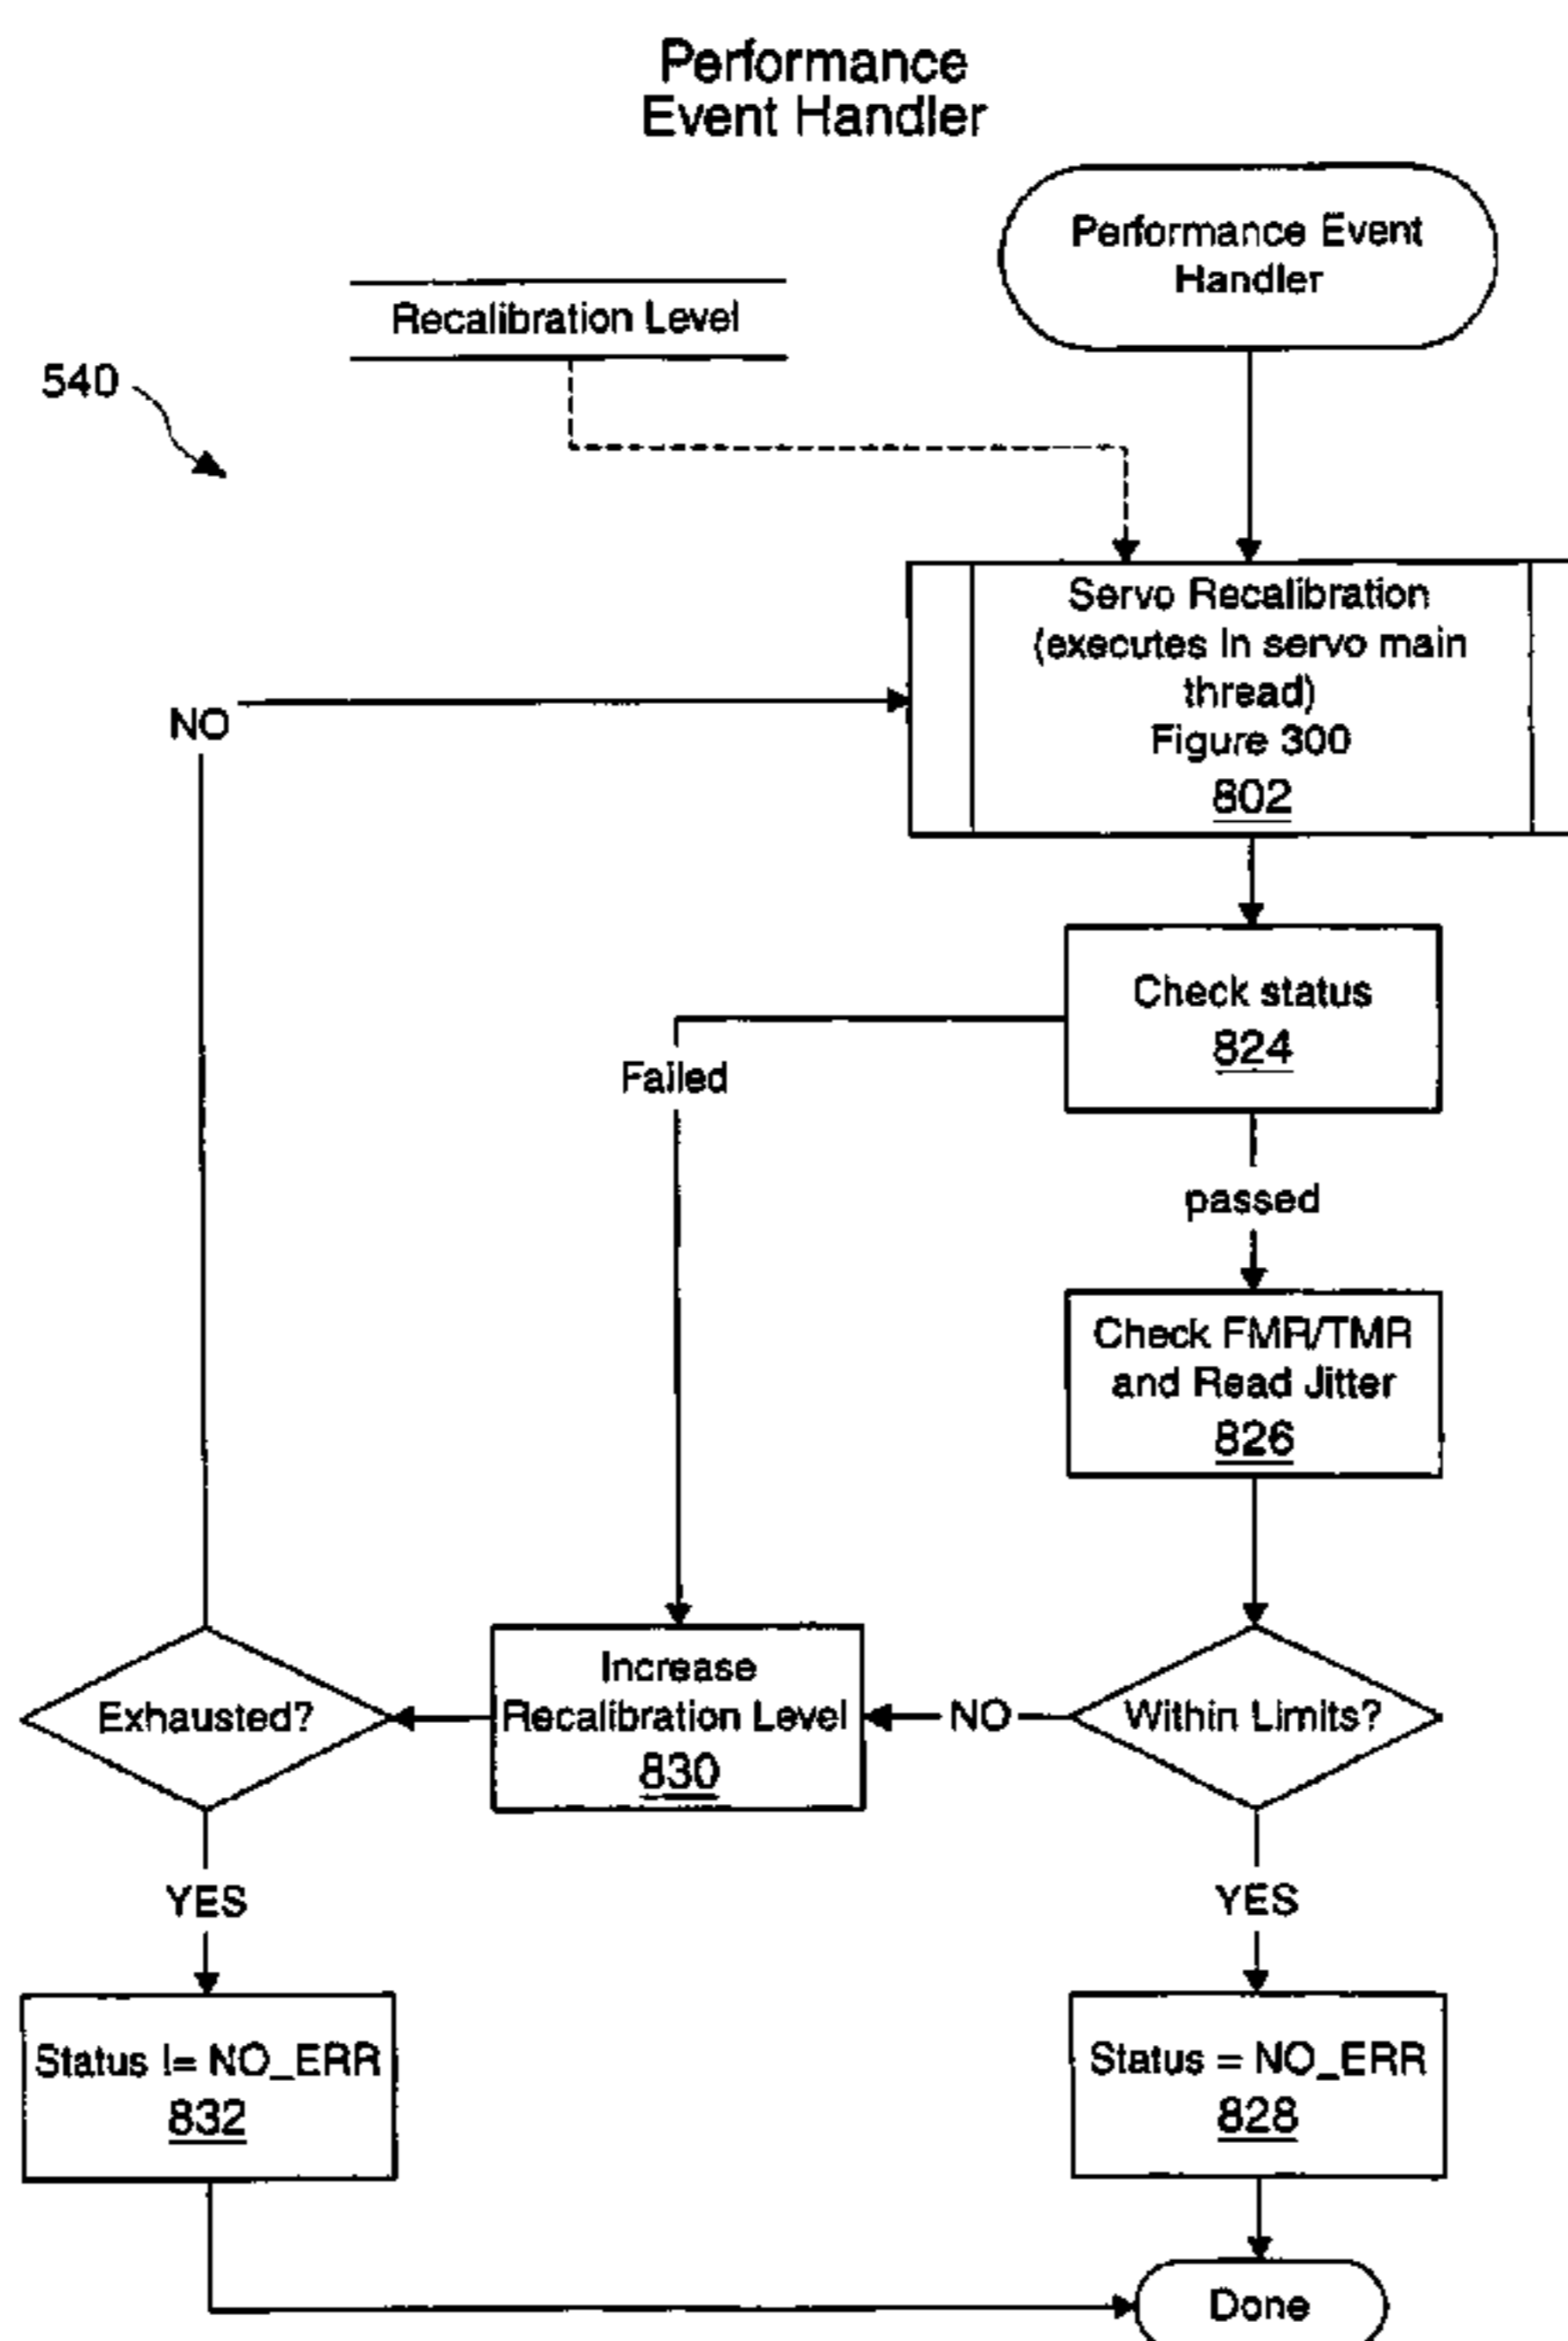 Performance
Event Handler
Performance Event
Handler
Recalibration Level
540
Servo Recalibration
(executes in servo main
thread)
Figure 300
802
NO
Check status
824
Failed
passed
Check FMR/TMR
and Read Jitter
826
Exhausted?
Increase
Recalibration Level
830
NO
Within Limits?
YES
YES
Status != NO_ERR
832
Status = NO_ERR
828
Done